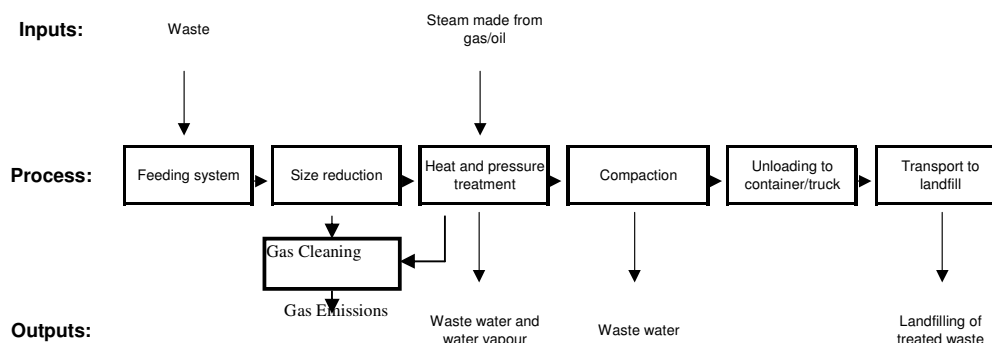 Inputs:
Waste
Steam made from
gas/oil
Process:
Feeding system
Size reduction
Heat and pressure
treatment
Compaction
Unloading to
container/truck
Transport to
landfill
Gas Cleaning
Gas Emissions
Outputs:
Waste water and
water vapour
Waste water
Landfilling of
treated waste